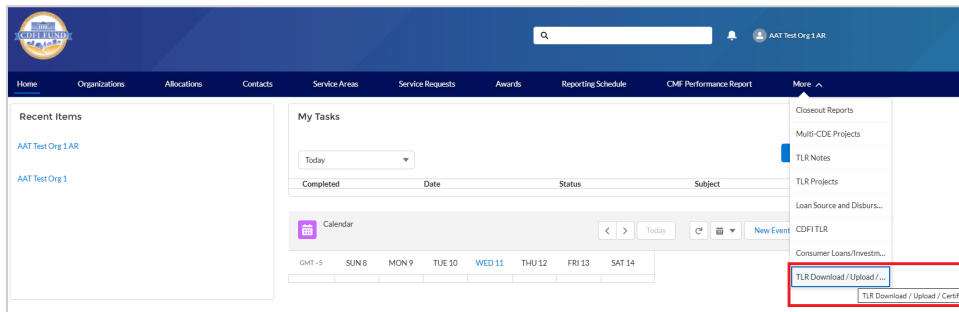 THE
CDFI FUND
AAT Test Org 1 AR
Home Organizations Allocations Contacts Service Areas Service Requests Awards Reporting Schedule CMF Performance Report More
Recent Items
AAT Test Org 1 AR
AAT Test Org 1
My Tasks
Today
Completed Date Status Subject
Calendar
Today
New Event
GMT -5 SUN 8 MON 9 TUE 10 WED 11 THU 12 FRI 13 SAT 14
Closeout Reports
Multi-CDE Projects
TLR Notes
TLR Projects
Loan Source and Disburs...
CDFI TLR
Consumer Loans/Investm...
TLR Download / Upload /...
TLR Download / Upload / Certif